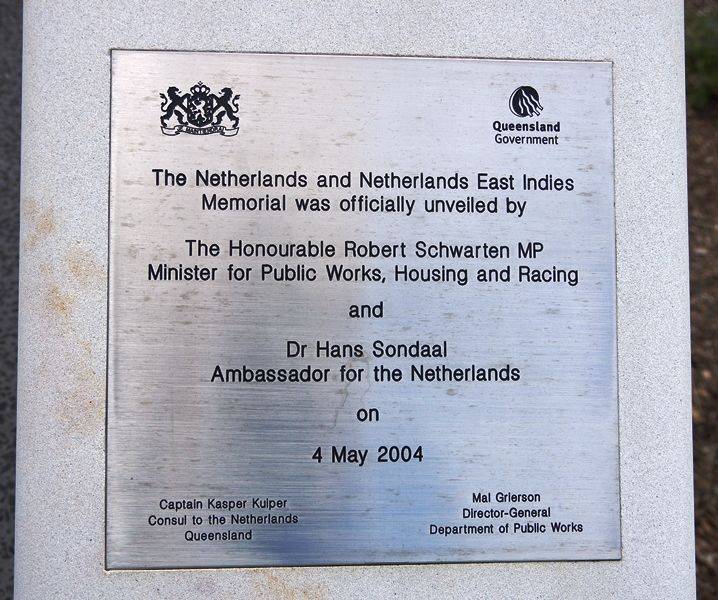 Queensland
Government
The Netherlands and Netherlands East Indies
Memorial was officially unveiled by
The Honourable Robert Schwarten MP
Minister for Public Works, Housing and Racing
and
Dr Hans Sondaal
Ambassador for the Netherlands
on
4 May 2004
Captain Kasper Kuiper
Consul to the Netherlands
Queensland
Mal Grierson
Director-General
Department of Public Works